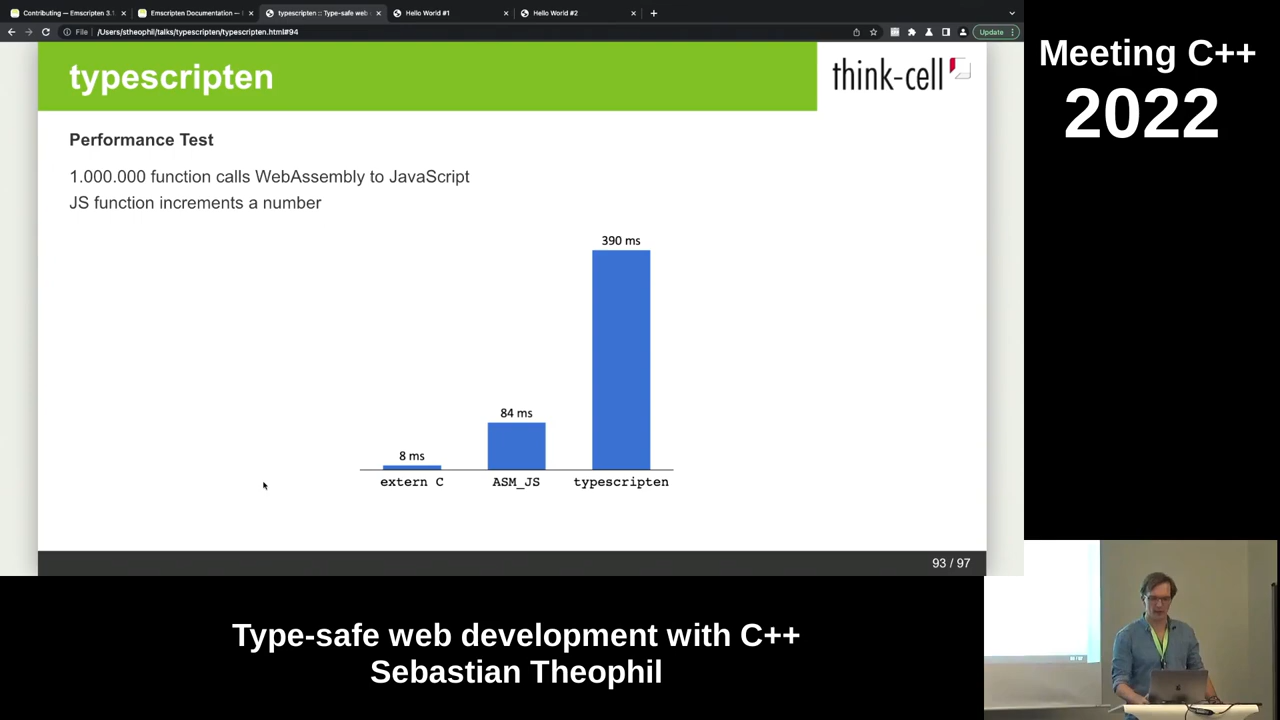 Contributing — Emscripten 3.1
Emscripten Documentation —
typescripten :: Type-safe web
Hello World #1
Hello World #2
File
/Users/stheophil/talks/typescripten/typescripten.html#94
Update
typescripten
think-cell
Performance Test
1.000.000 function calls WebAssembly to JavaScript
JS function increments a number
390 ms
84 ms
8 ms
extern C
ASM_JS
typescripten
93 / 97
Meeting C++
2022
Type-safe web development with C++
Sebastian Theophil